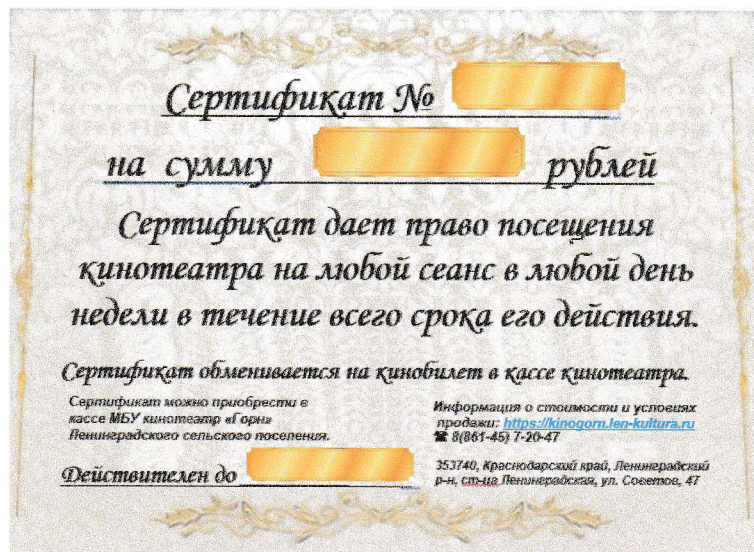 Сертификат №
на сумму рублей
Сертификат дает право посещения
кинотеатра на любой сеанс в любой день
недели в течение всего срока его действия.
Сертификат обменивается на кинобилет в кассе кинотеатра.
Сертификат можно приобрести в
кассе МБУ кинотеатр «Горн»
Ленинградского сельского поселения.
Информация о стоимости и условиях
продажи: https://kinogorn.len-kultura.ru
☎ 8(861-45) 7-20-47
Действителен до
353740, Краснодарский край, Ленинградский
р-н, ст-ца Ленинградская, ул. Советов, 47